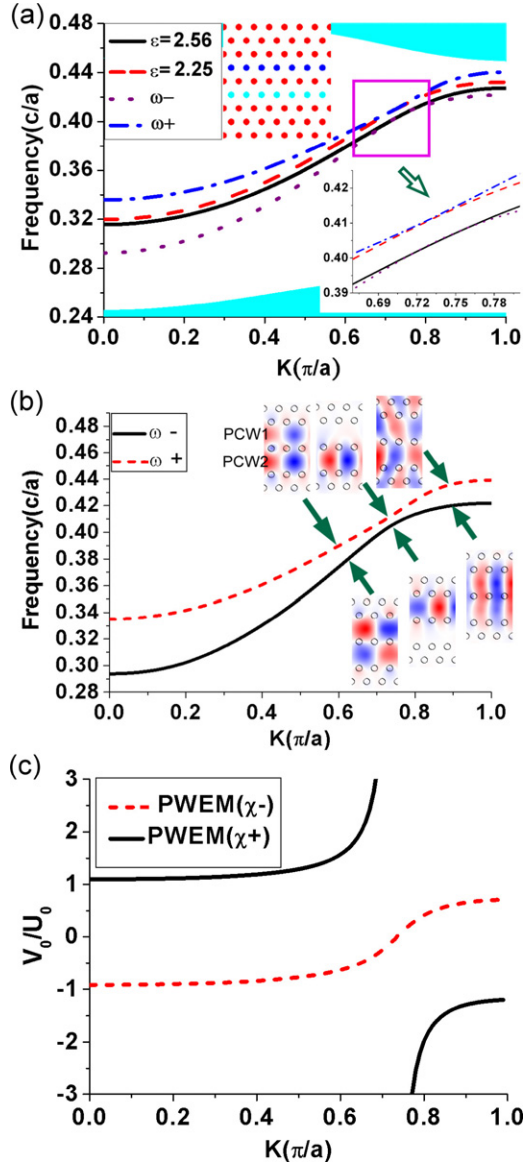 (a)
ε=2.56
ε=2.25
ω−
ω+
Frequency(c/a)
0.48
0.44
0.40
0.36
0.32
0.28
0.24
0.42
0.41
0.40
0.39
0.69 0.72 0.75 0.78
0.0 0.2 0.4 0.6 0.8 1.0
K(π/a)
(b)
ω -
ω +
PCW1
PCW2
Frequency(c/a)
0.48
0.46
0.44
0.42
0.40
0.38
0.36
0.34
0.32
0.30
0.28
0.0 0.2 0.4 0.6 0.8 1.0
K(π/a)
(c)
PWEM(χ-)
PWEM(χ+)
V0/U0
3
2
1
0
-1
-2
-3
0.0 0.2 0.4 0.6 0.8 1.0
K(π/a)